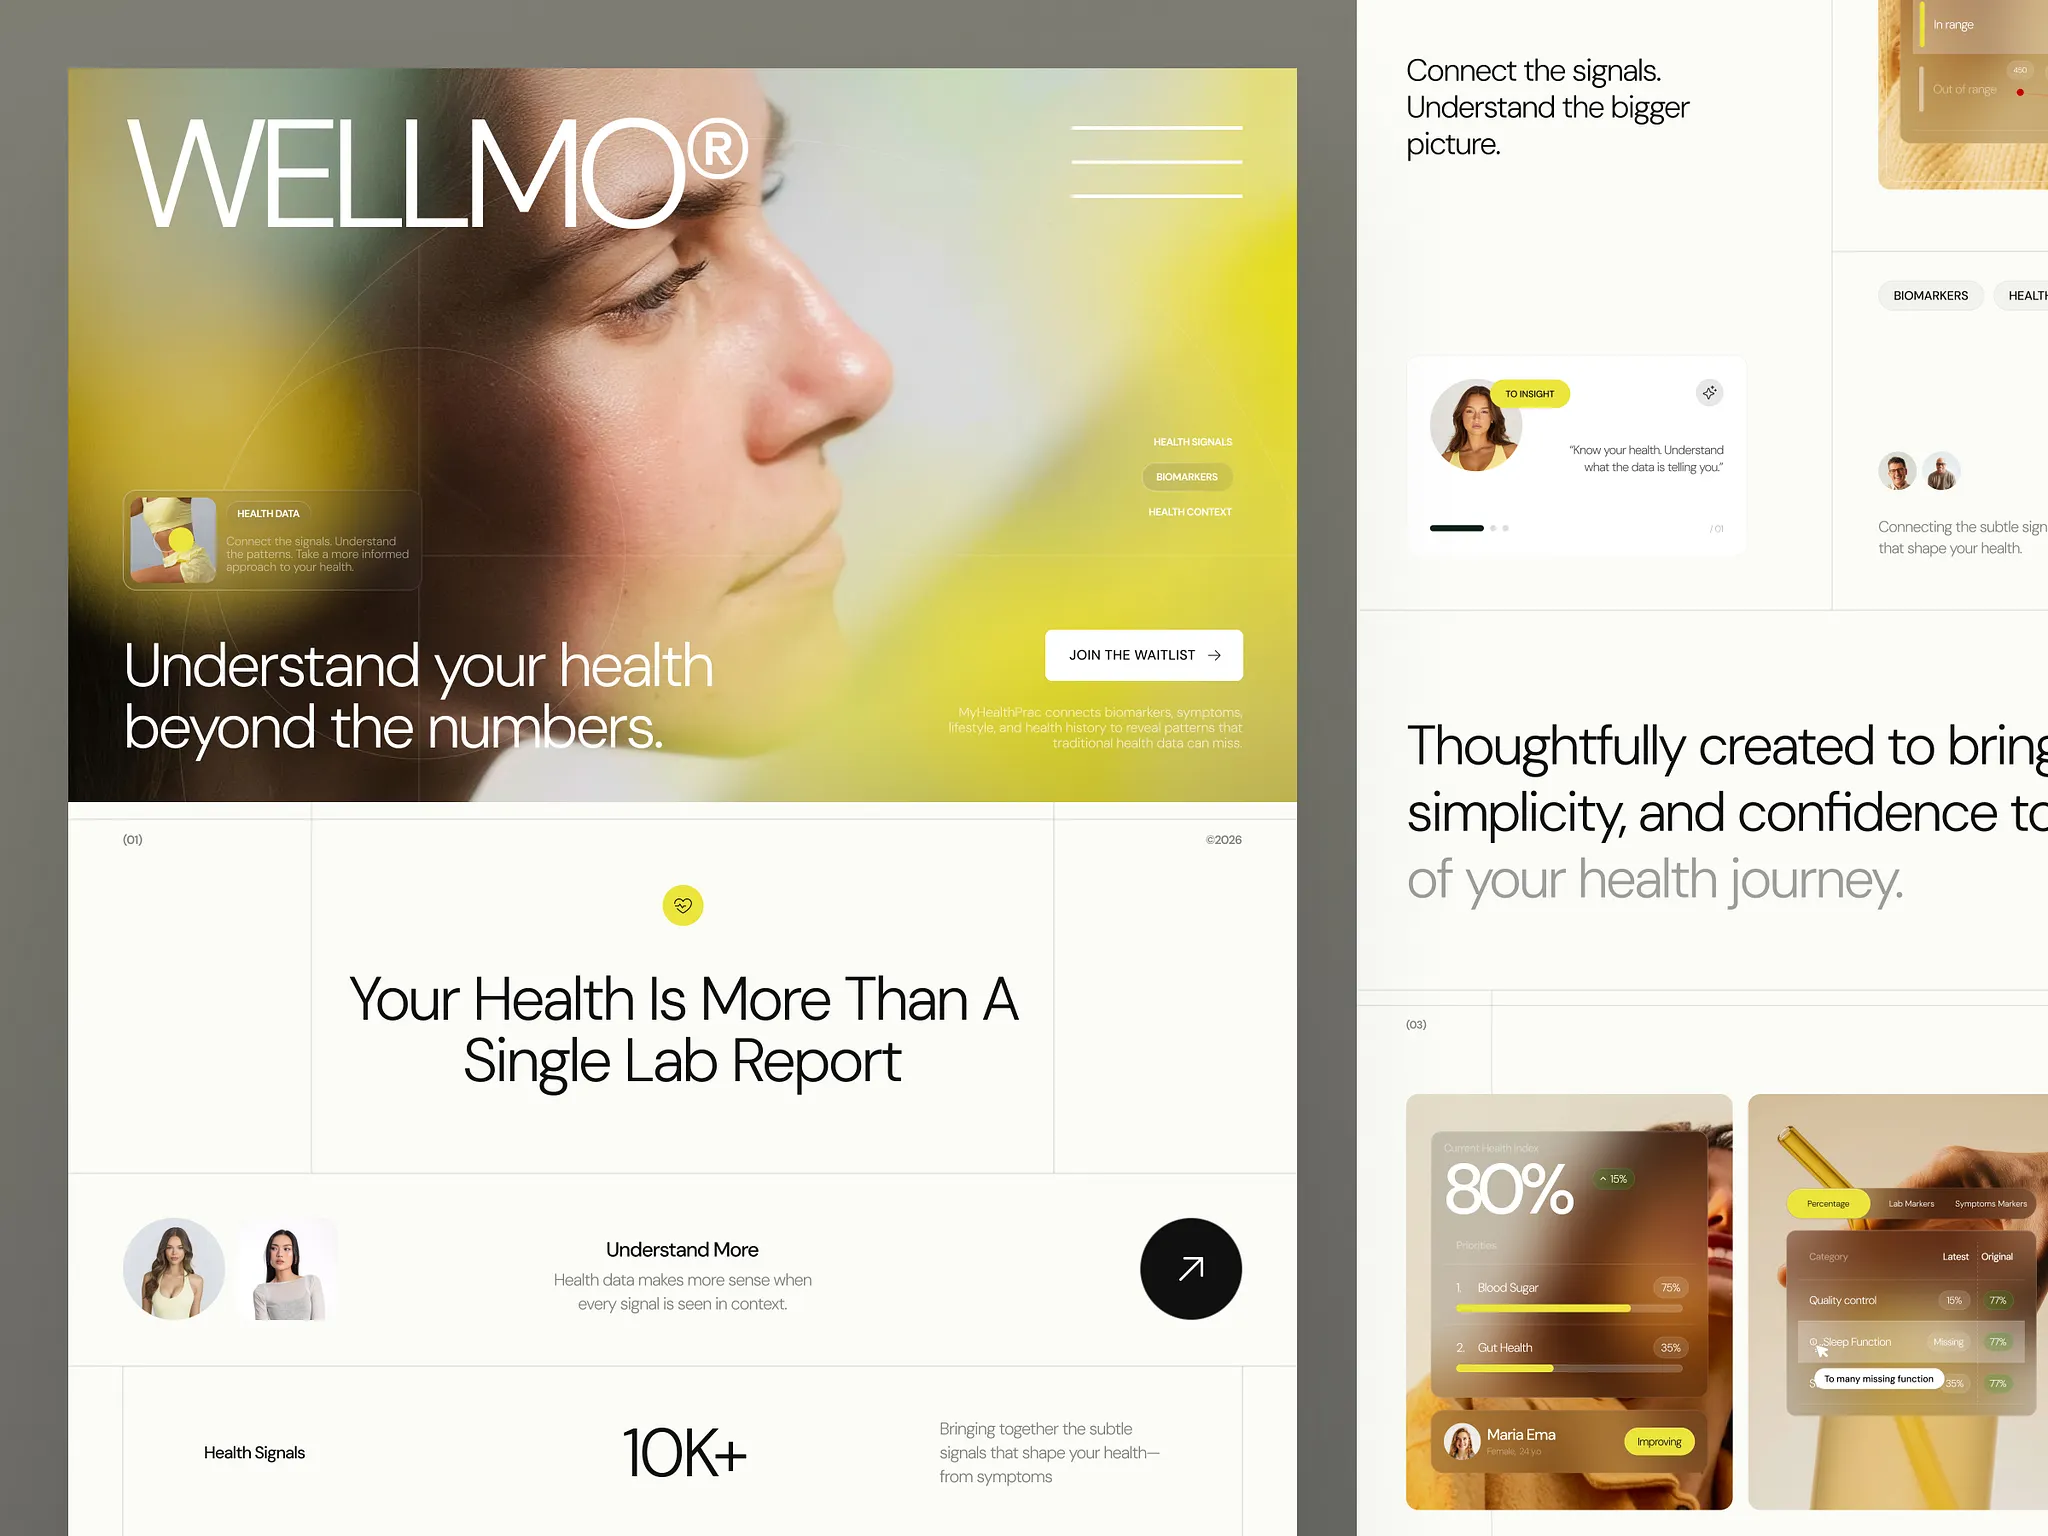 WELLMO®
HEALTH SIGNALS
BIOMARKERS
HEALTH CONTEXT
HEALTH DATA
Connect the signals. Understand
the patterns. Take a more informed
approach to your health.
Understand your health
beyond the numbers.
JOIN THE WAITLIST
MyHealthPrac connects biomarkers, symptoms,
lifestyle, and health history to reveal patterns that
traditional health data can miss.
(01)
©2026
Your Health Is More Than A
Single Lab Report
Understand More
Health data makes more sense when
every signal is seen in context.
Health Signals
10K+
Bringing together the subtle
signals that shape your health—
from symptoms
Connect the signals.
Understand the bigger
picture.
In range
450
Out of range
TO INSIGHT
“Know your health. Understand
what the data is telling you.”
/ 01
BIOMARKERS
HEALTH
Connecting the subtle sign
that shape your health.
Thoughtfully created to bring
simplicity, and confidence to
of your health journey.
(03)
Current Health Index
80%
15%
Priorities
1. Blood Sugar 75%
2. Gut Health 35%
Maria Ema
Female, 24 y.o
Improving
Percentage
Lab Markers
Symptoms Markers
Category Latest Original
Quality control 15% 77%
Sleep Function Missing 77%
To many missing function
S 35% 77%